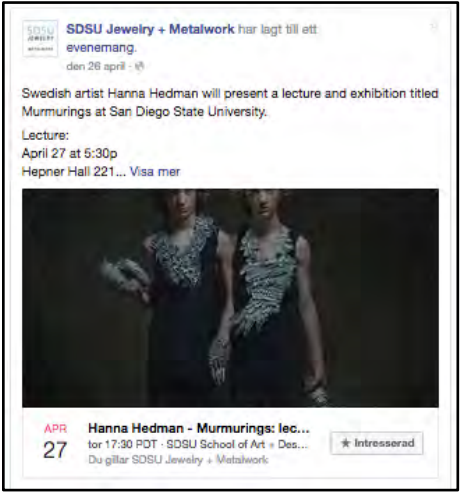 SDSU
JEWELRY +
METALWORK
SDSU Jewelry + Metalwork har lagt till ett
evenemang.
den 26 april ·
Swedish artist Hanna Hedman will present a lecture and exhibition titled
Murmurings at San Diego State University.
Lecture:
April 27 at 5:30p
Hepner Hall 221... Visa mer
APR
27
Hanna Hedman - Murmurings: lec...
tor 17:30 PDT · SDSU School of Art + Des...
Du gillar SDSU Jewelry + Metalwork
★ Intresserad